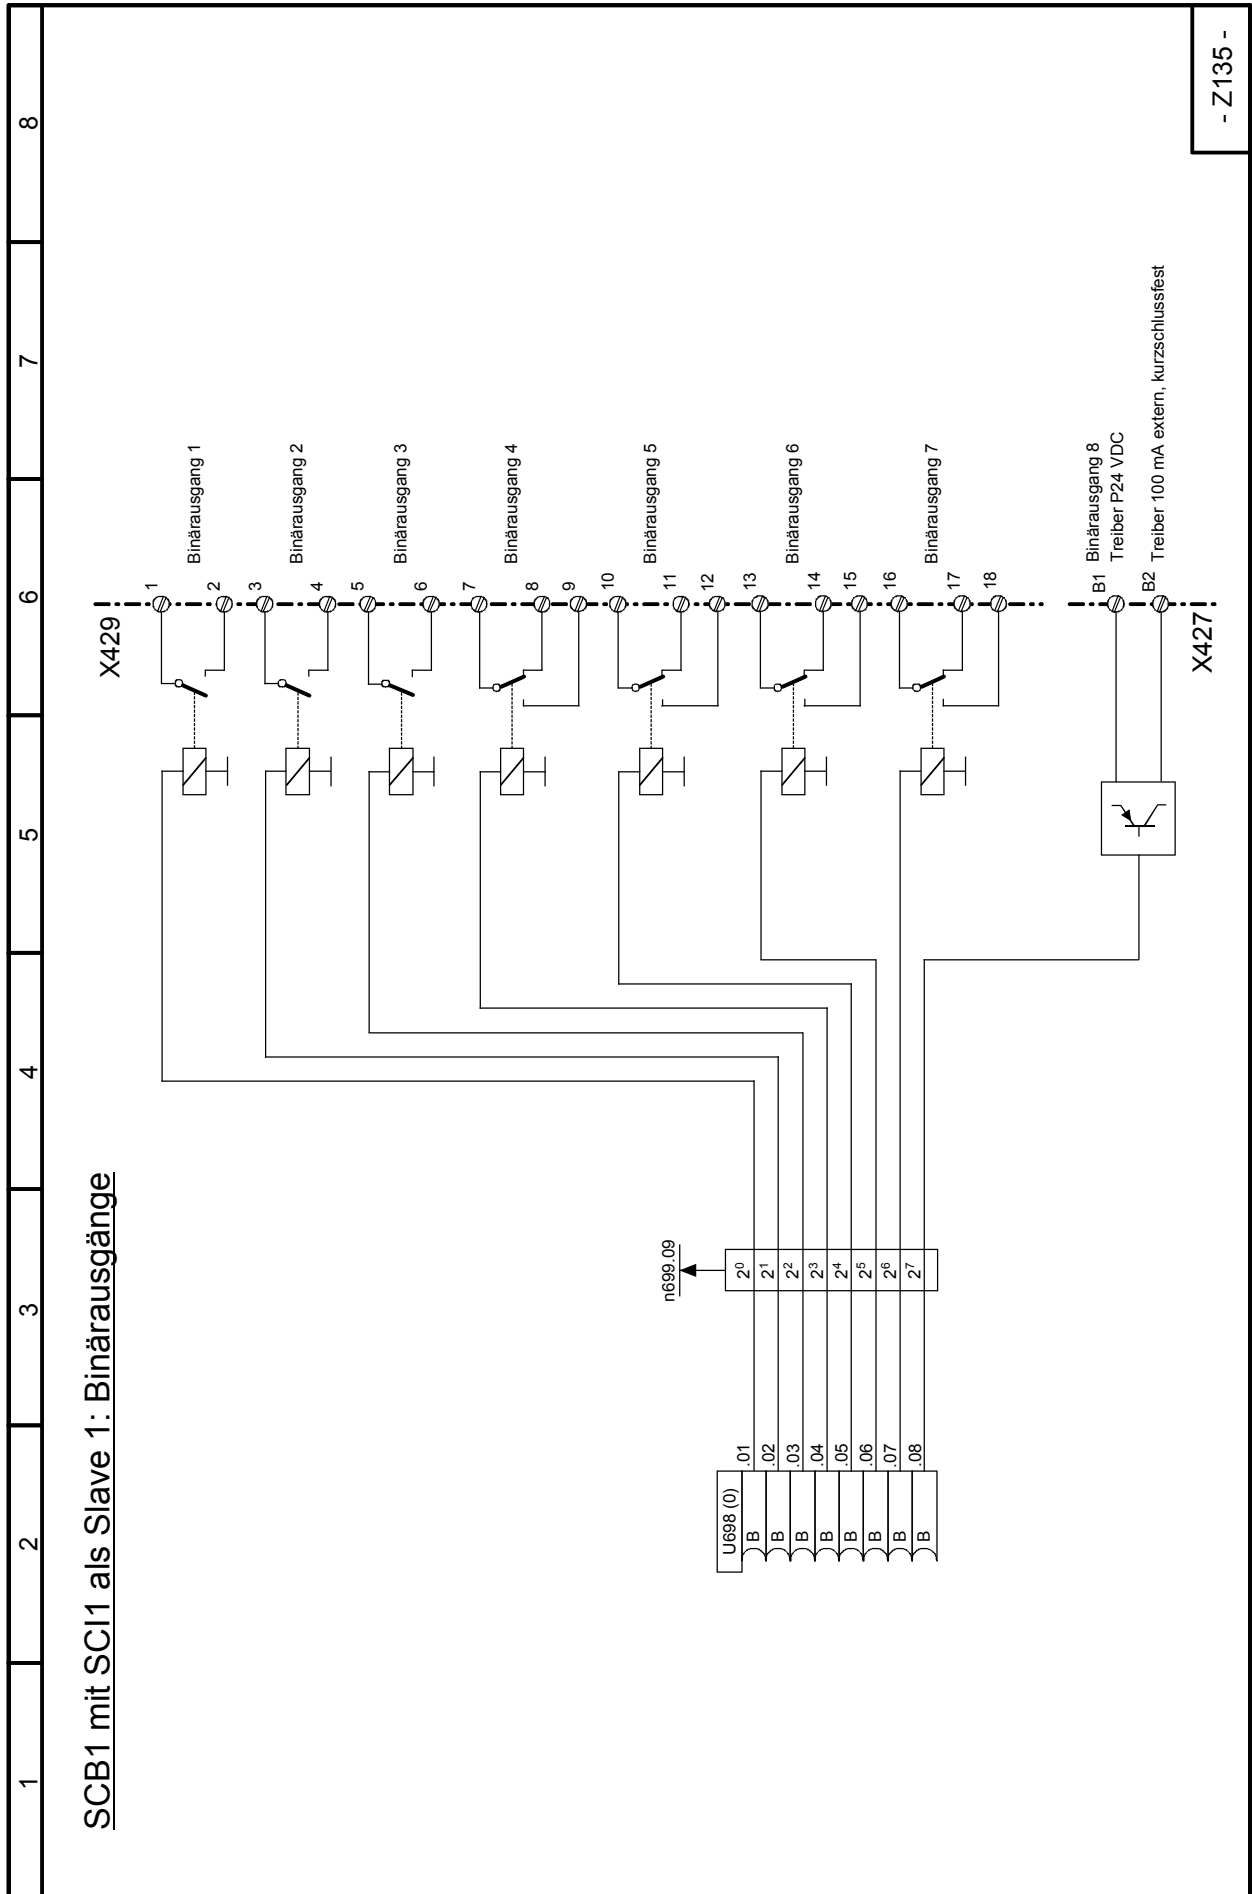 1
2
3
4
5
6
7
8
SCB1 mit SCI1 als Slave 1: Binärausgänge
U698 (0)
B .01
B .02
B .03
B .04
B .05
B .06
B .07
B .08
n699.09
2⁰
2¹
2²
2³
2⁴
2⁵
2⁶
2⁷
X429
1
2
Binärausgang 1
3
4
Binärausgang 2
5
6
Binärausgang 3
7
8
9
Binärausgang 4
10
11
12
Binärausgang 5
13
14
15
Binärausgang 6
16
17
18
Binärausgang 7
X427
B1
Binärausgang 8
Treiber P24 VDC
B2
Treiber 100 mA extern, kurzschlussfest
- Z135 -